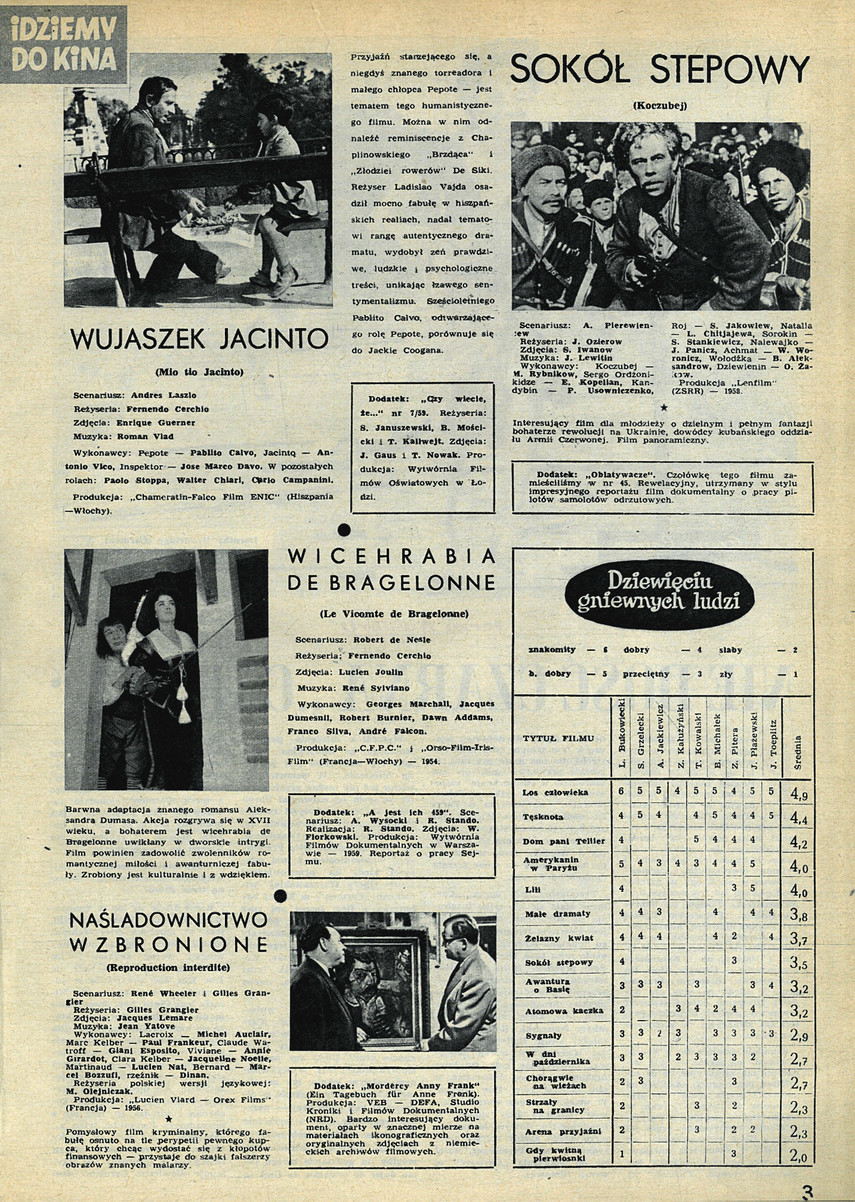 iDZiEMY
DO KiNA
WUJASZEK JACINTO
(Mio tio Jacinto)
Scenariusz: Andres Laszlo
Reżyseria: Fernendo Cerchio
Zdjęcia: Enrique Guerner
Muzyka: Roman Vlad
Wykonawcy: Pepote — Pablito Calvo, Jacinto — An-
tonio Vico, Inspektor — Jose Marco Davo. W pozostałych
rolach: Paolo Stoppa, Walter Chiari, Carlo Campanini.
Produkcja: „Chameratin-Falco Film ENIC" (Hiszpania
—Włochy).
Przyjaźń starzejącego się, a
niegdyś znanego torreadora i
małego chłopca Pepote — jest
tematem tego humanistyczne-
go filmu. Można w nim od-
naleźć reminiscencje z Cha-
plinowskiego „Brzdąca" i
„Złodziei rowerów" De Siki.
Reżyser Ladislao Vajda osa-
dził mocno fabułę w hiszpań-
skich realiach, nadał temato-
wi rangę autentycznego dra-
matu, wydobył zeń prawdzi-
we, ludzkie i psychologiczne
treści, unikając łzawego sen-
tymentalizmu. Sześcioletniego
Pablito Calvo, odtwarzające-
go rolę Pepote, porównuje się
do Jackie Coogana.
Dodatek: „Czy wiecie,
że..." nr 7/59. Reżyseria:
S. Januszewski, B. Mości-
cki i T. Kallwejt. Zdjęcia:
J. Gaus i T. Nowak. Pro-
dukcja: Wytwórnia Fil-
mów Oświatowych w Ło-
dzi.
SOKÓŁ STEPOWY
(Koczubej)
Scenariusz: A. Pierewien-
cew
Reżyseria: J. Ozierow
Zdjęcia: S. Iwanow
Muzyka: J. Lewitin
Wykonawcy: Koczubej —
M. Rybnikow, Sergo Ordżoni-
kidze — E. Kopelian, Kan-
dybin — P. Usowniczenko,
Roj — S. Jakowlew, Natalia
— L. Chitjajewa, Sorokin —
S. Stankiewicz, Nalewajko —
J. Panicz, Achmat — W. Wo-
ronicz, Wołodżka — B. Alek-
sandrow, Dziewienin — O. Ża-
kow.
Produkcja „Lenfilm"
(ZSRR) — 1958.
★
Interesujący film dla młodzieży o dzielnym i pełnym fantazji
bohaterze rewolucji na Ukrainie, dowódcy kubańskiego oddzia-
łu Armii Czerwonej. Film panoramiczny.
Dodatek: „Oblatywacze". Czołówkę tego filmu za-
mieściliśmy w nr 45. Rewelacyjny, utrzymany w stylu
impresyjnego reportażu film dokumentalny o pracy pi-
lotów samolotów odrzutowych.
WICEHRABIA
DE BRAGELONNE
(Le Vicomte de Bragelonne)
Scenariusz: Robert de Nesle
Reżyseria: Fernendo Cerchio
Zdjęcia: Lucien Joulin
Muzyka: René Sylviano
Wykonawcy: Georges Marchall, Jacques
Dumesnil, Robert Burnier, Dawn Addams,
Franco Silva, André Falcon.
Produkcja: „C.F.P.C." i „Orso-Film-Iris-
Film" (Francja—Włochy) — 1954.
Barwna adaptacja znanego romansu Alek-
sandra Dumasa. Akcja rozgrywa się w XVII
wieku, a bohaterem jest wicehrabia de
Bragelonne uwikłany w dworskie intrygi.
Film powinien zadowolić zwolenników ro-
mantycznej miłości i awanturniczej fabu-
ły. Zrobiony jest kulturalnie i z wdziękiem.
Dodatek: „A jest ich 459". Sce-
nariusz: A. Wysocki i R. Stando.
Realizacja: R. Stando. Zdjęcia: W.
Florkowski. Produkcja: Wytwórnia
Filmów Dokumentalnych w Warsza-
wie — 1959. Reportaż o pracy Sej-
mu.
NAŚLADOWNICTWO
WZBRONIONE
(Reproduction interdite)
Scenariusz: René Wheeler i Gilles Gran-
gier
Reżyseria: Gilles Grangier
Zdjęcia: Jacques Lemare
Muzyka: Jean Yatove
Wykonawcy: Lacroix — Michel Auclair,
Marc Kelber — Paul Frankeur, Claude Wa-
troff — Giani Esposito, Viviane — Annie
Girardot, Clara Kelber — Jacqueline Noelle,
Martinaud — Lucien Nat, Bernard — Mar-
cel Bozzufi, rzeźnik — Dinan.
Reżyseria polskiej wersji językowej:
M. Olejniczak.
Produkcja: „Lucien Viard — Orex Films"
(Francja) — 1956.
★
Pomysłowy film kryminalny, którego fa-
bułę osnuto na tle perypetii pewnego kup-
ca, który chcąc wydostać się z kłopotów
finansowych — przystaje do szajki fałszerzy
obrazów znanych malarzy.
Dodatek: „Mordercy Anny Frank"
(Ein Tagebuch für Anne Frank).
Produkcja: VEB — DEFA, Studio
Kroniki i Filmów Dokumentalnych
(NRD). Bardzo interesujący doku-
ment, oparty w znacznej mierze na
materiałach ikonograficznych oraz
oryginalnych zdjęciach z niemie-
ckich archiwów filmowych.
Dziewięciu
gniewnych ludzi
znakomity — 6 dobry — 4 słaby — 2
b. dobry — 5 przeciętny — 3 zły — 1
TYTUŁ FILMU L. Bukowiecki S. Grzelecki A. Jackiewicz Z. Kałużyński T. Kowalski B. Michałek Z. Pitera J. Płażewski J. Toeplitz Średnia
Los człowieka 6 5 5 4 5 5 4 5 5 4,9
Tęsknota 4 5 4 4 5 4 4 5 4,4
Dom pani Tellier 4 5 4 4 4 4,2
Amerykanin
w Paryżu 5 4 3 4 3 4 4 5 4,0
Lili 4 3 5 4,0
Małe dramaty 4 4 3 4 4 4 3,8
Żelazny kwiat 4 4 4 4 2 4 3,7
Sokół stepowy 4 3 3,5
Awantura
o Basię 3 3 3 3 3 4 3,2
Atomowa kaczka 2 3 4 2 4 4 3,2
Sygnały 3 3 2 3 3 3 3 3 2,9
W dni
października 3 3 2 3 3 3 2 2,7
Chorągwie
na wieżach 2 3 3 2,7
Strzały
na granicy 2 3 2 2,3
Arena przyjaźni 2 3 2 2 2,3
Gdy kwitną
pierwiosnki 1 3 2,0
3